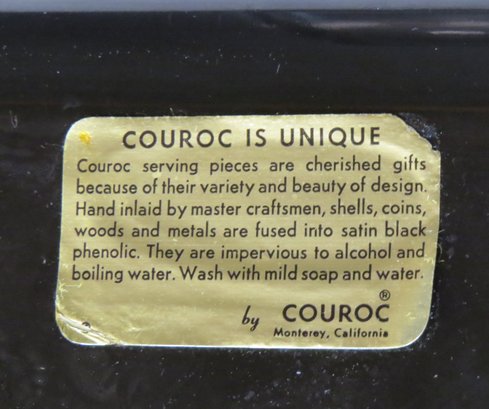 COUROC IS UNIQUE
Couroc serving pieces are cherished gifts
because of their variety and beauty of design.
Hand inlaid by master craftsmen, shells, coins,
woods and metals are fused into satin black
phenolic. They are impervious to alcohol and
boiling water. Wash with mild soap and water.
by COUROC®
Monterey, California